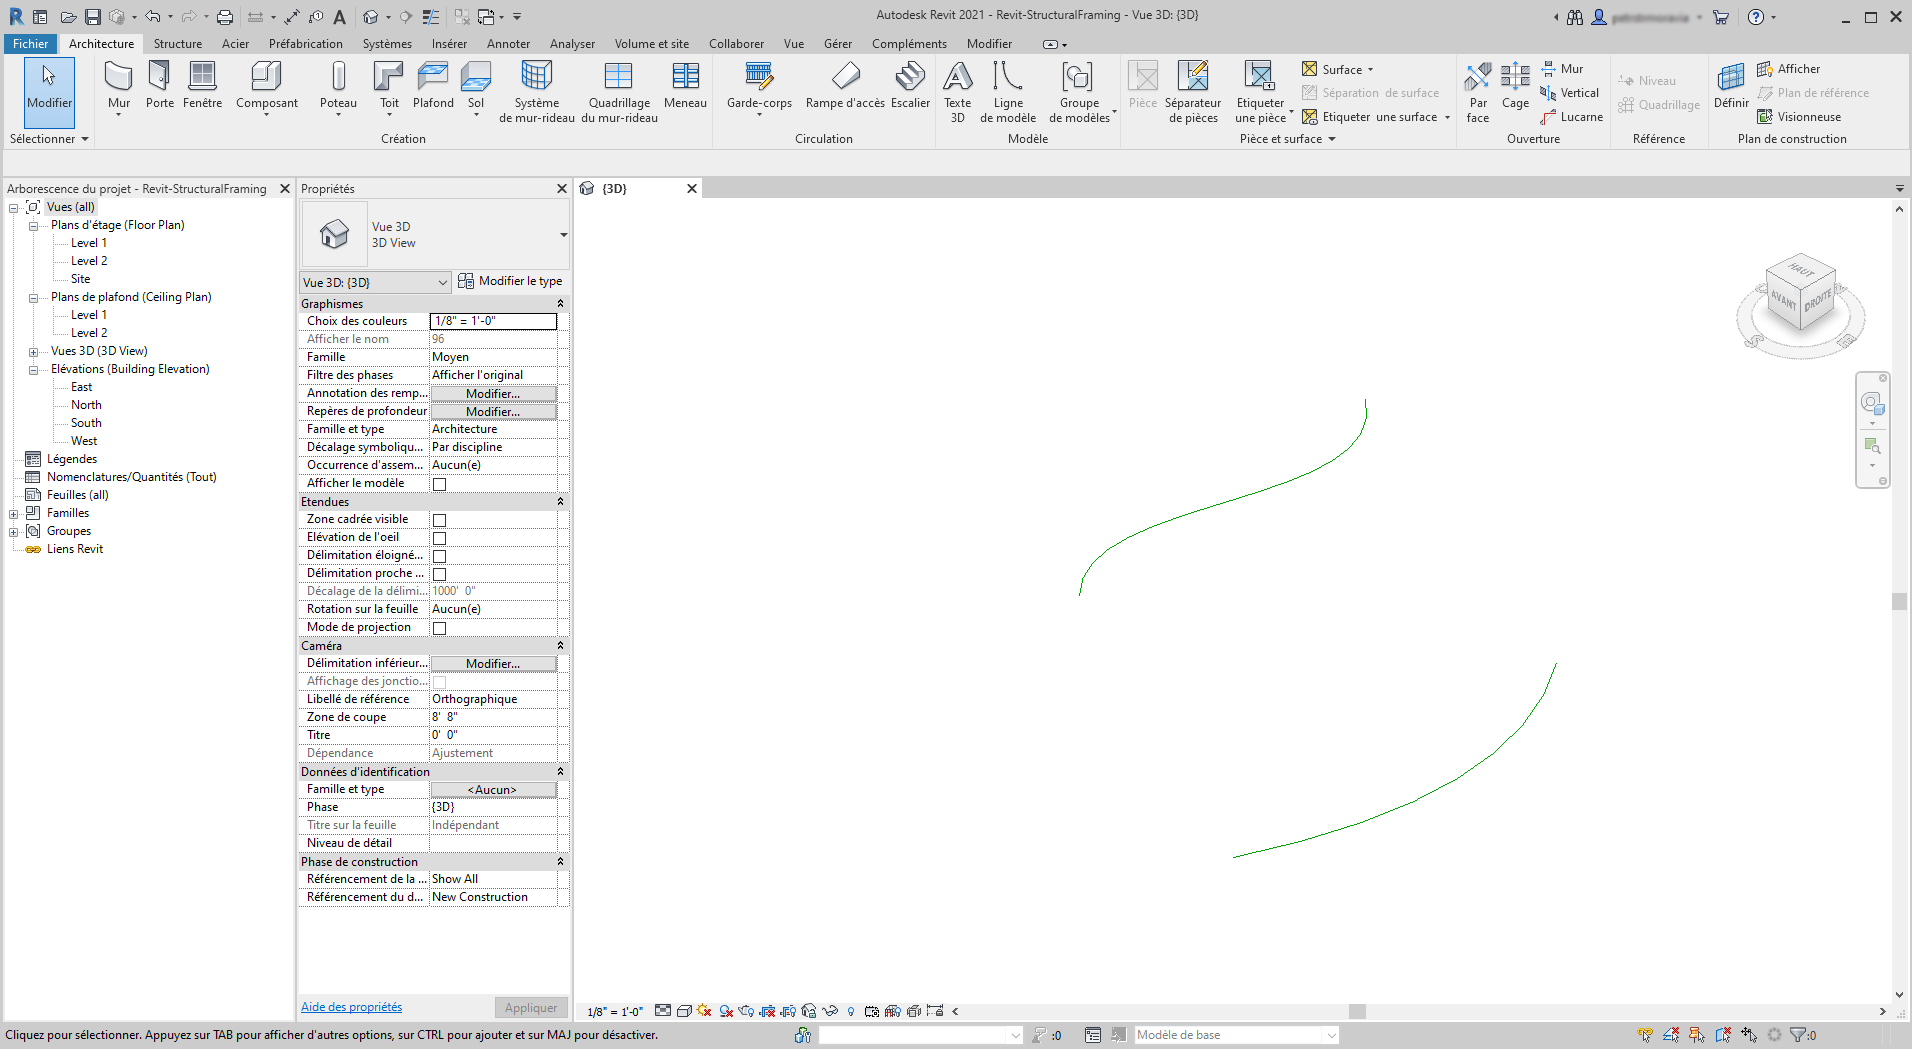 Autodesk Revit 2021 - Revit-StructuralFraming - Vue 3D: {3D}
Fichier Architecture Structure Acier Préfabrication Systèmes Insérer Annoter Analyser Volume et site Collaborer Vue Gérer Compléments Modifier
Modifier
Mur Porte Fenêtre Composant Poteau Toit Plafond Sol Système de mur-rideau Quadrillage du mur-rideau Meneau
Garde-corps Rampe d'accès Escalier
Texte 3D Ligne de modèle Groupe de modèles
Pièce Séparateur de pièces Etiqueter une pièce
Surface
Séparation de surface
Etiqueter une surface
Par face Cage
Mur
Vertical
Lucarne
Niveau
Quadrillage
Définir
Afficher
Plan de référence
Visionneuse
Sélectionner Création Circulation Modèle Pièce et surface Ouverture Référence Plan de construction
Arborescence du projet - Revit-StructuralFraming
Vues (all)
Plans d'étage (Floor Plan)
Level 1
Level 2
Site
Plans de plafond (Ceiling Plan)
Level 1
Level 2
Vues 3D (3D View)
Elévations (Building Elevation)
East
North
South
West
Légendes
Nomenclatures/Quantités (Tout)
Feuilles (all)
Familles
Groupes
Liens Revit
Propriétés
Vue 3D
3D View
Vue 3D: {3D} Modifier le type
Graphismes
Choix des couleurs 1/8" = 1'-0"
Afficher le nom 96
Famille Moyen
Filtre des phases Afficher l'original
Annotation des remp... Modifier...
Repères de profondeur Modifier...
Famille et type Architecture
Décalage symboliqu... Par discipline
Occurrence d'assem... Aucun(e)
Afficher le modèle
Etendues
Zone cadrée visible
Elévation de l'oeil
Délimitation éloigné...
Délimitation proche ...
Décalage de la délimi... 1000' 0"
Rotation sur la feuille Aucun(e)
Mode de projection
Caméra
Délimitation inférieur... Modifier...
Affichage des jonctio...
Libellé de référence Orthographique
Zone de coupe 8' 8"
Titre 0' 0"
Dépendance Ajustement
Données d'identification
Famille et type <Aucun>
Phase {3D}
Titre sur la feuille Indépendant
Niveau de détail
Phase de construction
Référencement de la ... Show All
Référencement du d... New Construction
Aide des propriétés Appliquer
{3D}
HAUT
AVANT DROITE
S E
1/8" = 1'-0"
Cliquez pour sélectionner. Appuyez sur TAB pour afficher d'autres options, sur CTRL pour ajouter et sur MAJ pour désactiver.
:0 Modèle de base :0